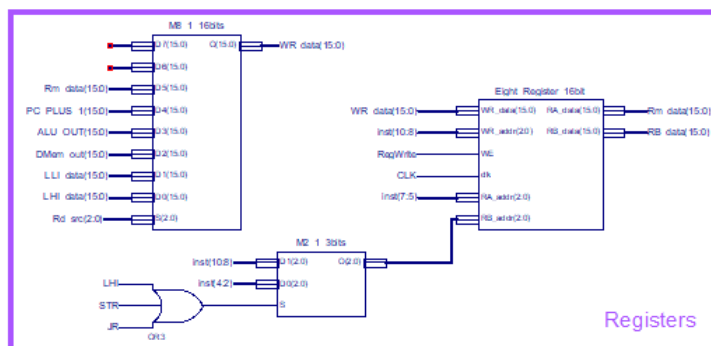 M8_1_16bits
D7(15:0) O(15:0) WR_data(15:0)
D6(15:0)
Rm_data(15:0) D5(15:0)
PC_PLUS_1(15:0) D4(15:0)
ALU_OUT(15:0) D3(15:0)
DMem_out(15:0) D2(15:0)
LLI_data(15:0) D1(15:0)
LHI_data(15:0) D0(15:0)
Rd_src(2:0) S(2:0)
Eight_Register_16bit
WR_data(15:0) WR_data(15:0) RA_data(15:0) Rm_data(15:0)
Inst(10:8) WR_addr(2:0) RB_data(15:0) RB_data(15:0)
RegWrite WE
CLK clk
Inst(7:5) RA_addr(2:0)
RB_addr(2:0)
M2_1_3bits
Inst(10:8) D1(2:0) O(2:0)
Inst(4:2) D0(2:0)
S
LHI
STR
JR
OR3
Registers